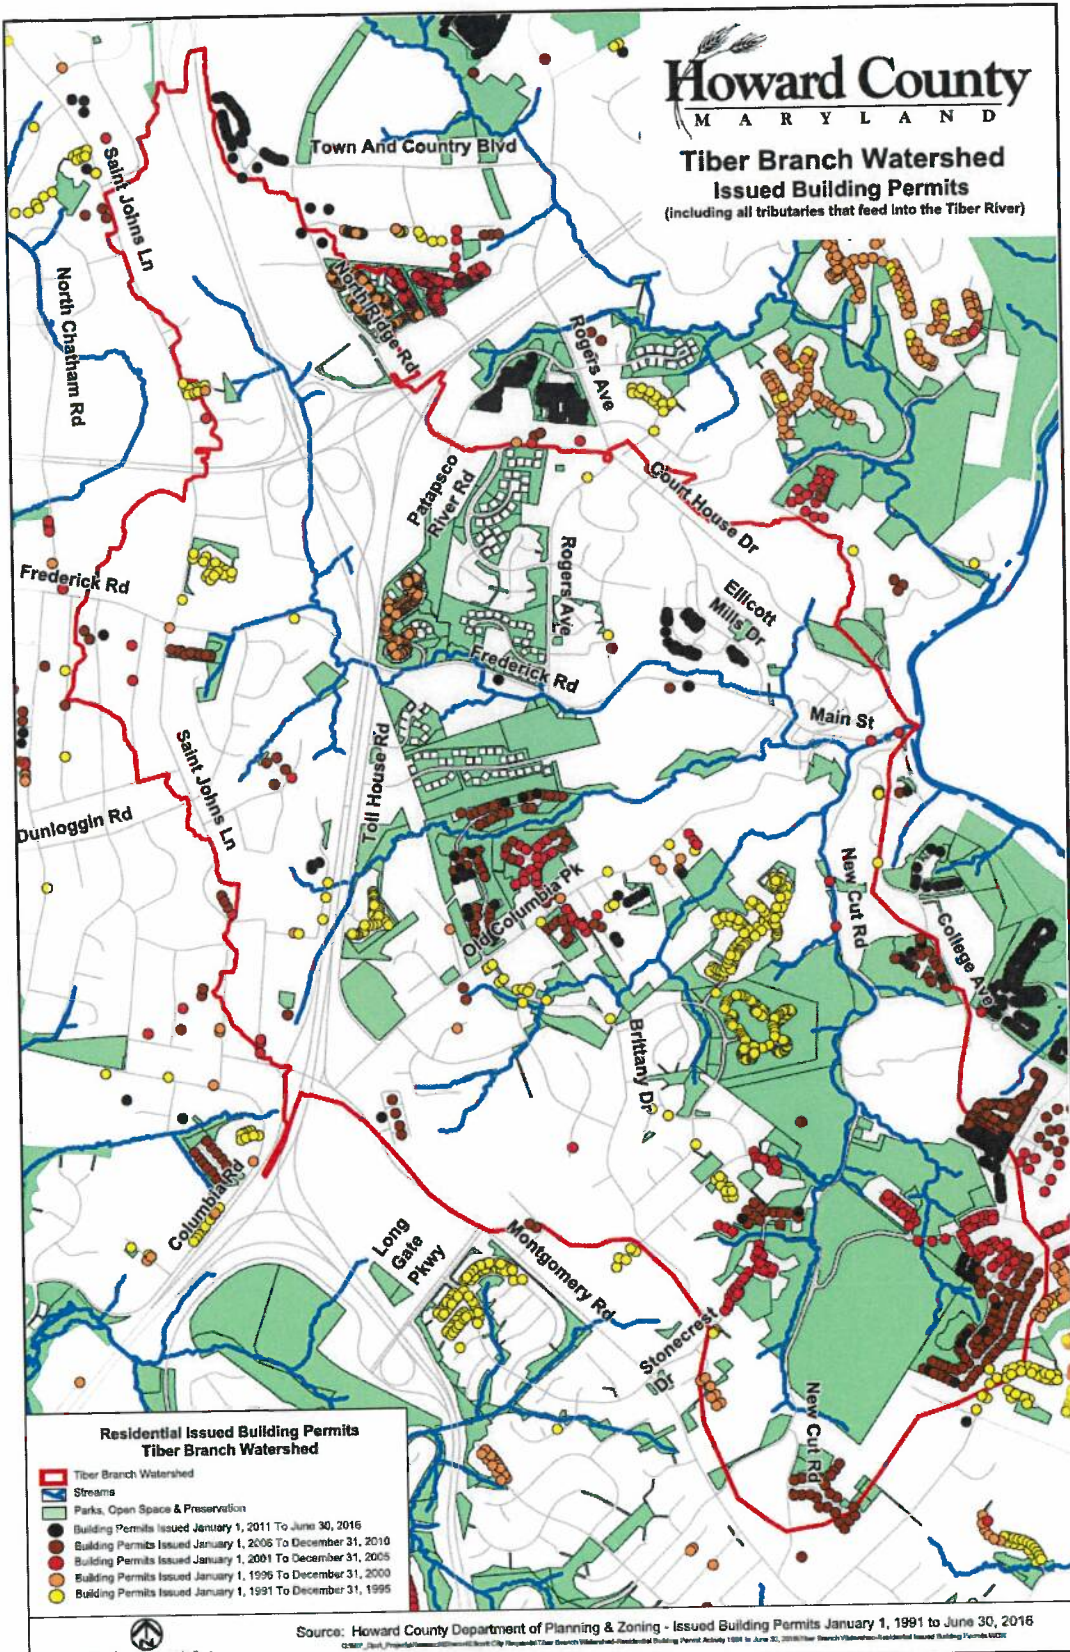 Howard County
MARYLAND
Tiber Branch Watershed
Issued Building Permits
(including all tributaries that feed into the Tiber River)
Town And Country Blvd
Saint Johns Ln
North Chatham Rd
North Ridge Rd
Rogers Ave
Patapsco
River Rd
Court House Dr
Frederick Rd
Rogers Ave
Ellicott
Mills Dr
Frederick Rd
Main St
Saint Johns Ln
Toll House Rd
Dunloggin Rd
New Cut Rd
Old Columbia Pk
College Ave
Brittany Dr
Columbia Rd
Long
Gate
Pkwy
Montgomery Rd
Stonecrest
Dr
New Cut Rd
Residential Issued Building Permits
Tiber Branch Watershed
Tiber Branch Watershed
Streams
Parks, Open Space & Preservation
Building Permits Issued January 1, 2011 To June 30, 2016
Building Permits Issued January 1, 2006 To December 31, 2010
Building Permits Issued January 1, 2001 To December 31, 2005
Building Permits Issued January 1, 1996 To December 31, 2000
Building Permits Issued January 1, 1991 To December 31, 1995
N
Source: Howard County Department of Planning & Zoning - Issued Building Permits January 1, 1991 to June 30, 2016